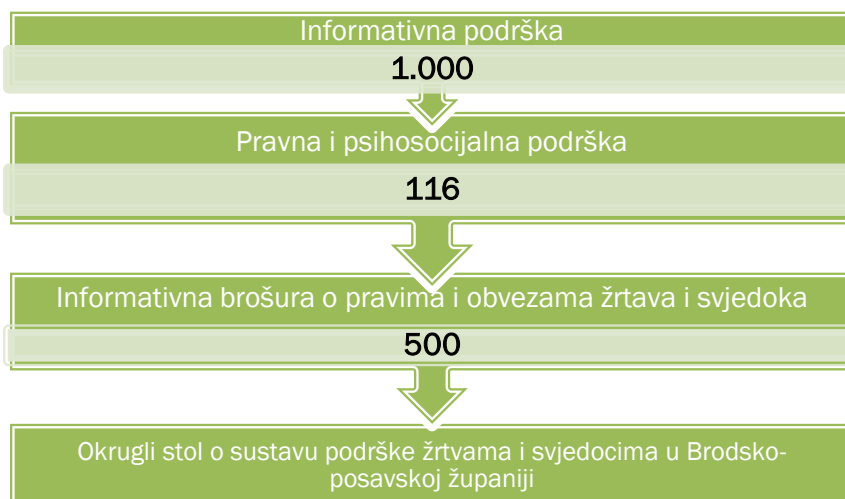 Informativna podrška
1.000
Pravna i psihosocijalna podrška
116
Informativna brošura o pravima i obvezama žrtava i svjedoka
500
Okrugli stol o sustavu podrške žrtvama i svjedocima u Brodsko-
posavskoj županiji